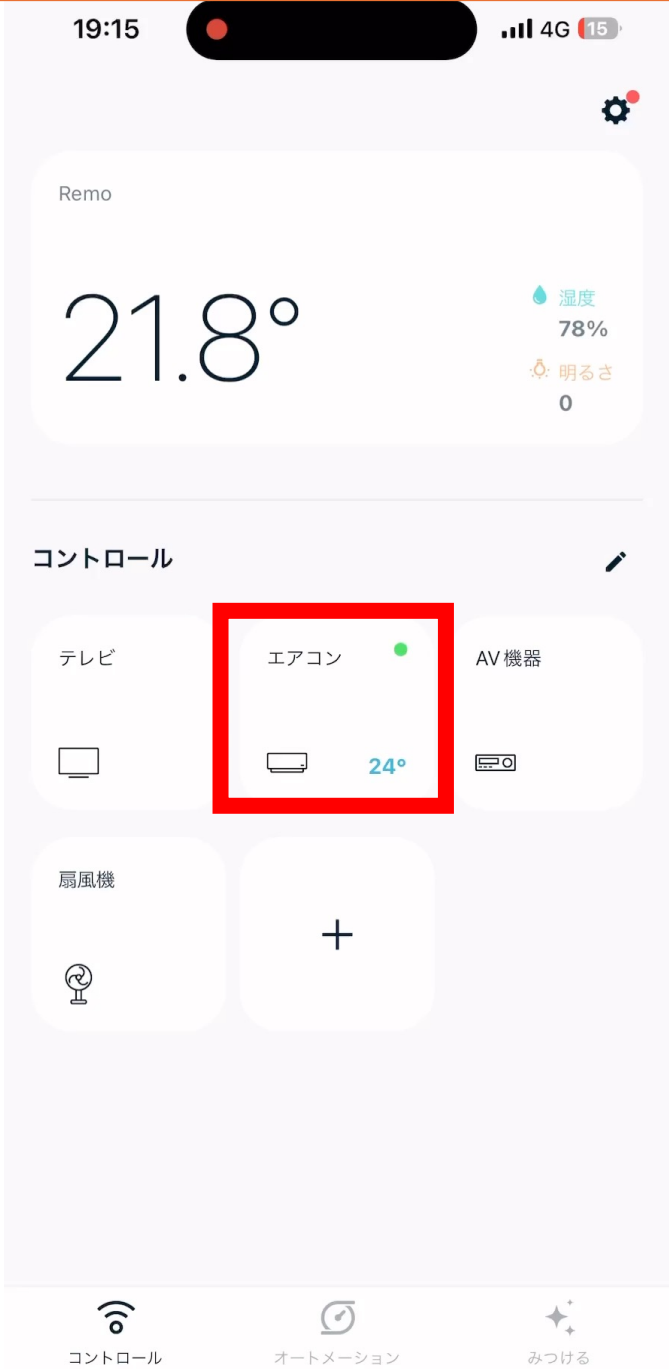 19:15 4G 15
Remo
21.8°
湿度
78%
明るさ
0
コントロール
テレビ
エアコン
24°
AV機器
扇風機
+
コントロール
オートメーション
みつける